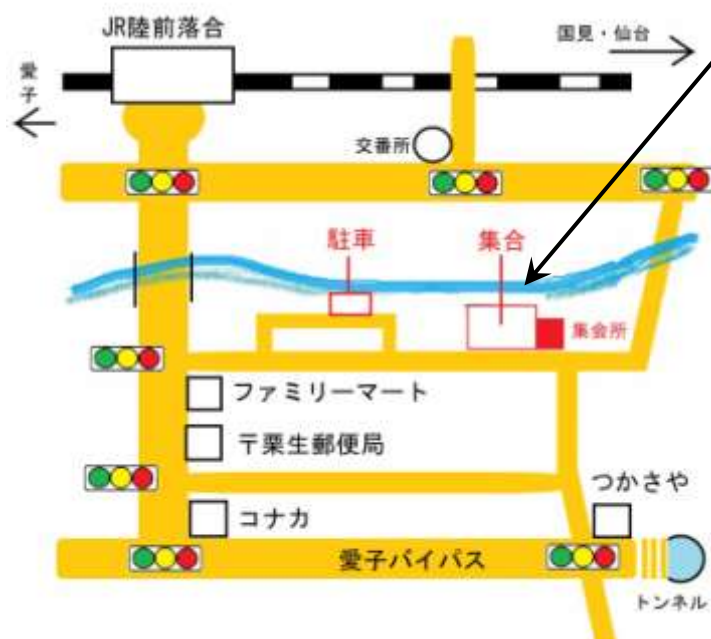 JR陸前落合
国見・仙台
愛子
交番所
駐車
集合
集会所
ファミリーマート
〒栗生郵便局
コナカ
つかさや
愛子バイパス
トンネル